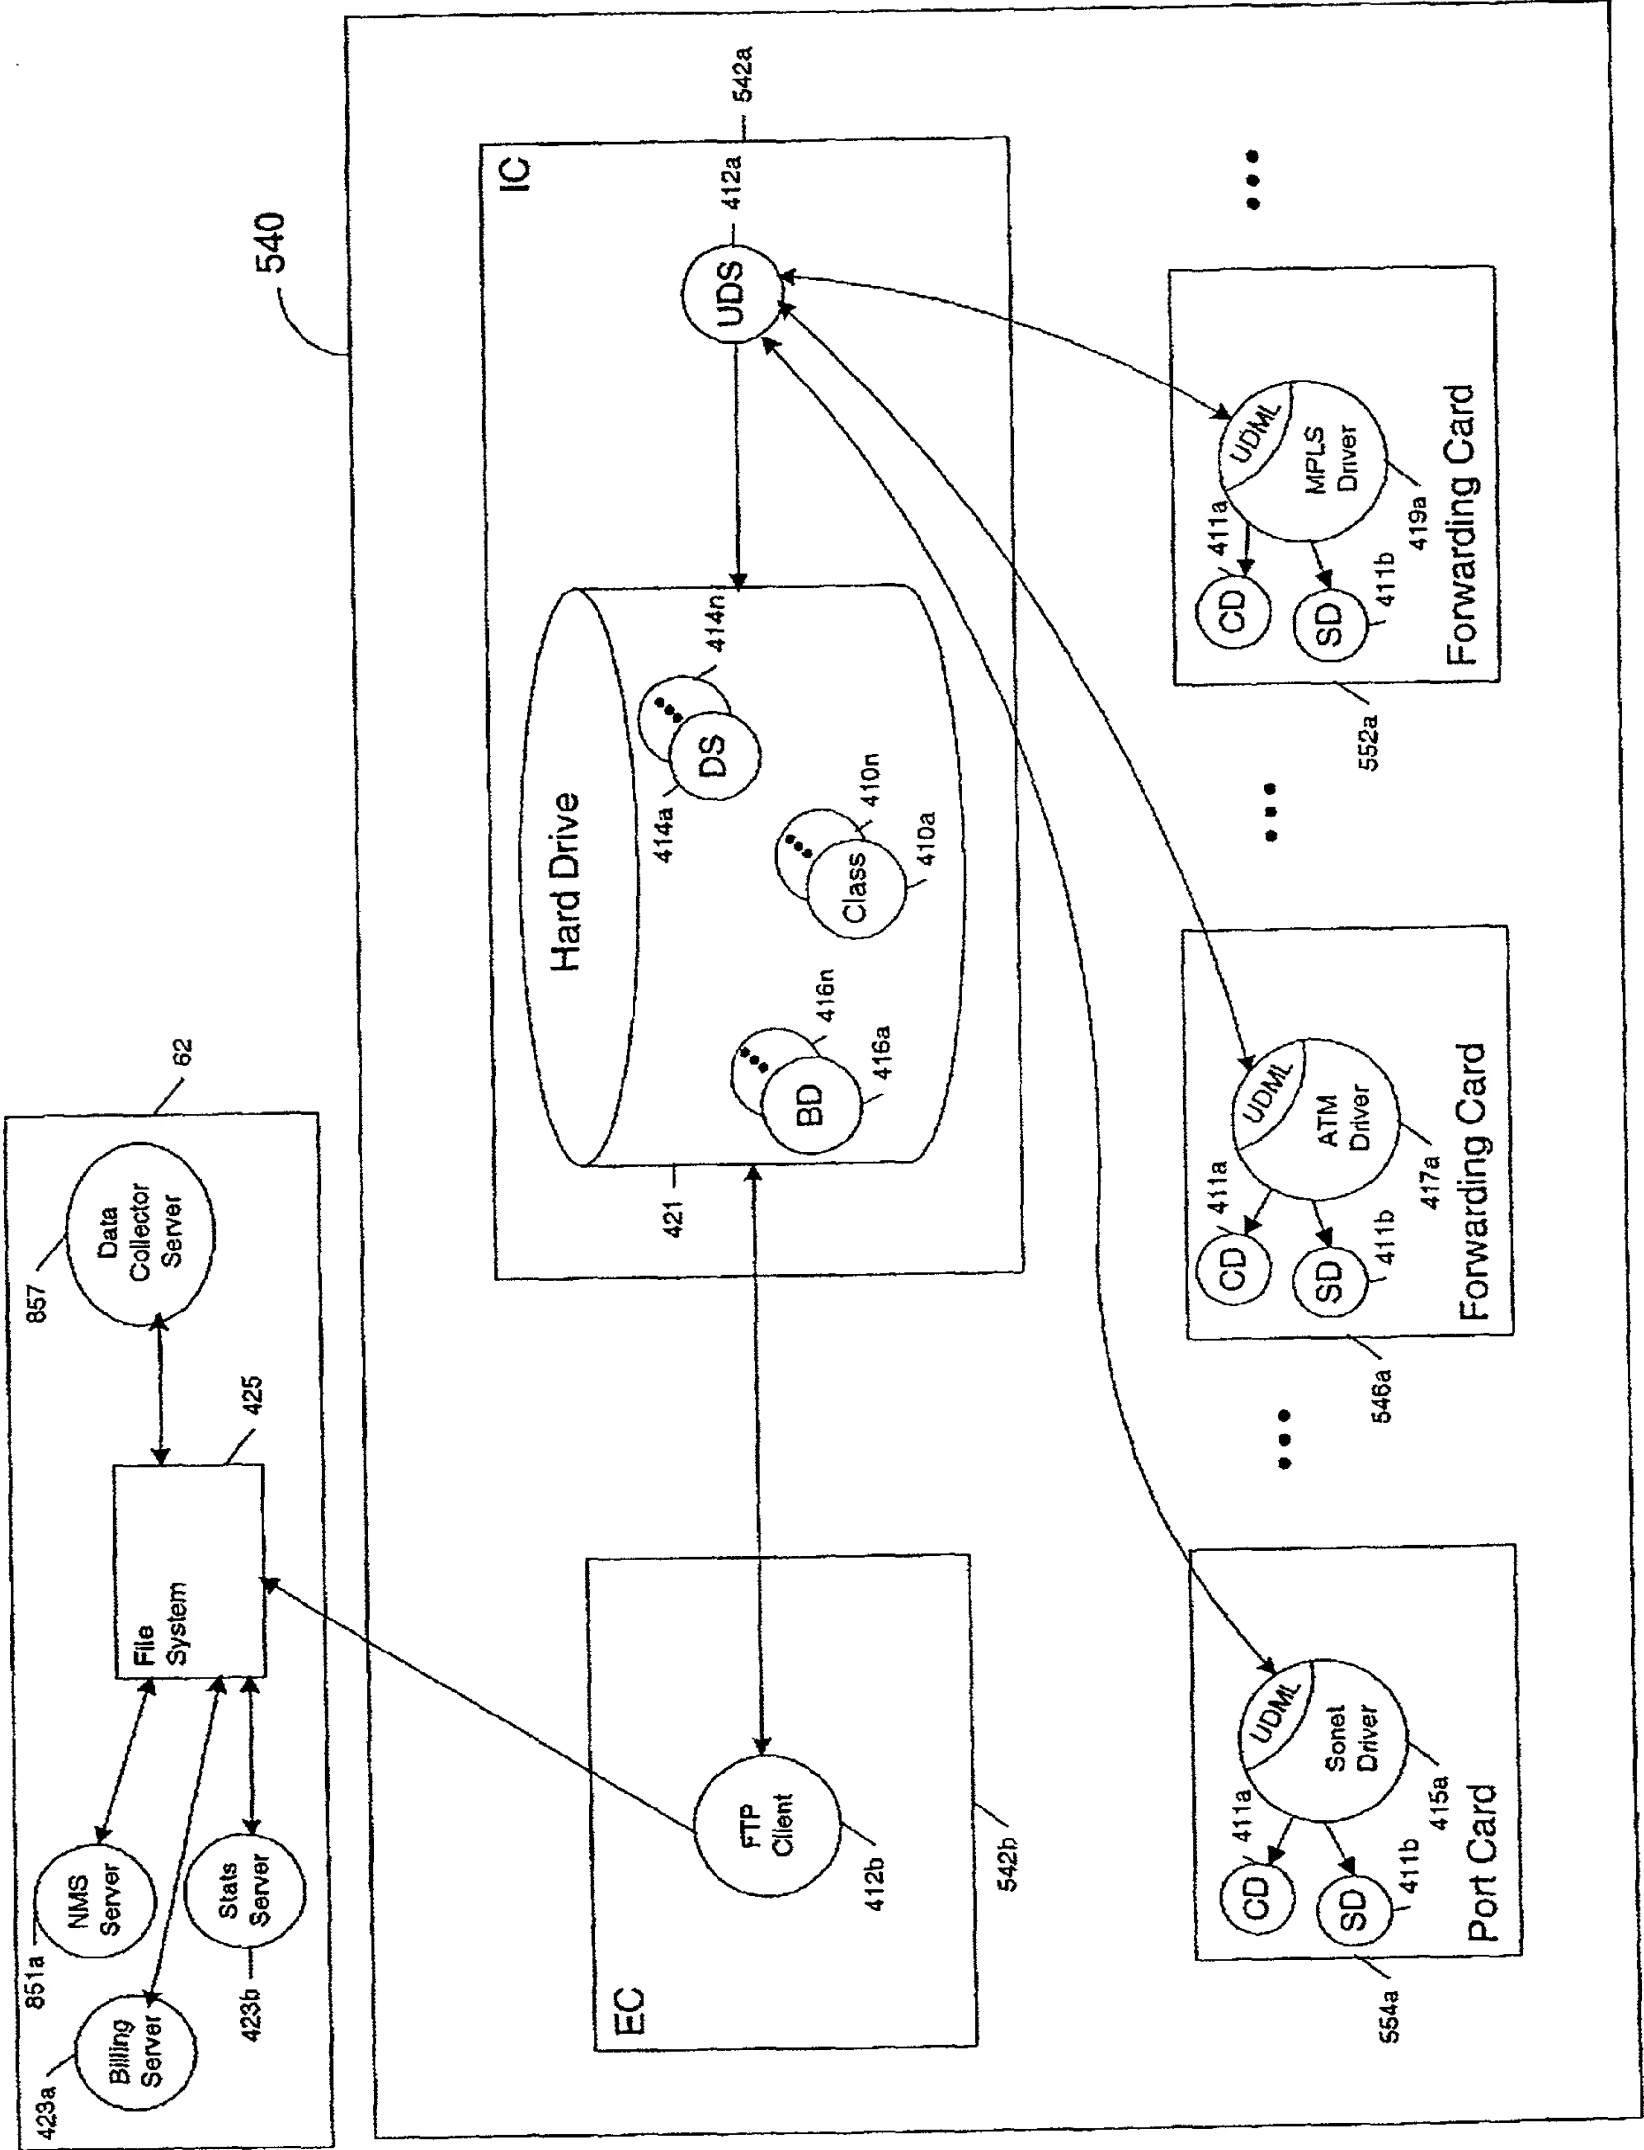 423a
Billing
Server
851a
NMS
Server
423b
Stats
Server
File
System
425
857
Data
Collector
Server
62
540
EC
FTP
Client
412b
542b
IC
542a
421
Hard Drive
BD
416n
416a
Class
410n
410a
DS
414a
414n
UDS
412a
554a
CD
411a
SD
411b
UDML
Sonet
Driver
415a
Port Card
546a
CD
411a
SD
411b
UDML
ATM
Driver
417a
Forwarding Card
552a
CD
411a
SD
411b
UDML
MPLS
Driver
419a
Forwarding Card